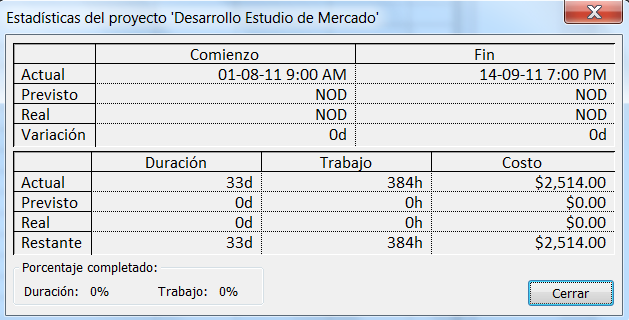 Estadísticas del proyecto 'Desarrollo Estudio de Mercado'
Comienzo Fin
Actual 01-08-11 9:00 AM 14-09-11 7:00 PM
Previsto NOD NOD
Real NOD NOD
Variación 0d 0d
Duración Trabajo Costo
Actual 33d 384h $2,514.00
Previsto 0d 0h $0.00
Real 0d 0h $0.00
Restante 33d 384h $2,514.00
Porcentaje completado:
Duración: 0% Trabajo: 0%
Cerrar